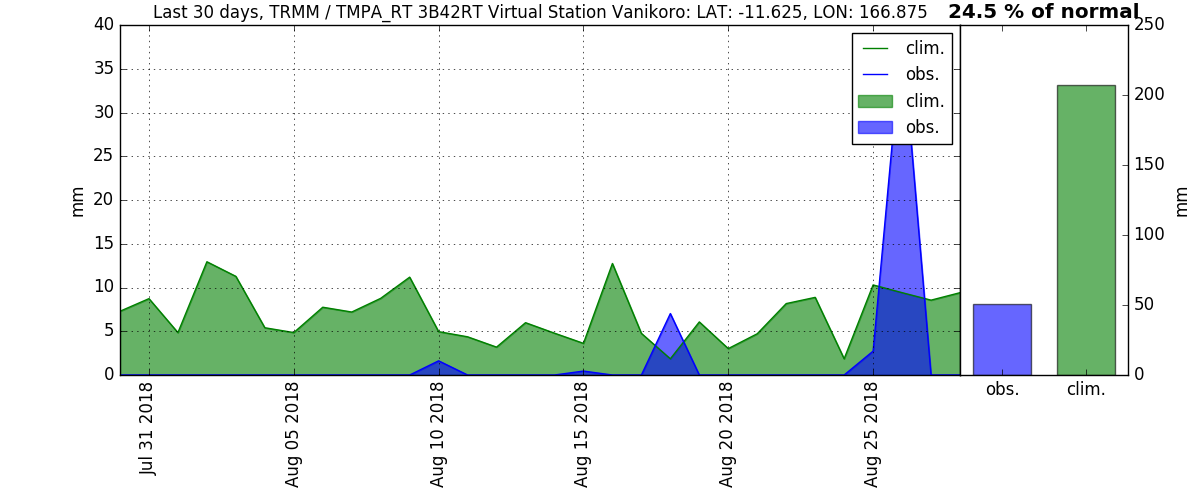 Last 30 days, TRMM / TMPA_RT 3B42RT Virtual Station Vanikoro: LAT: -11.625, LON: 166.875
24.5 % of normal
40
35
30
25
20
15
10
5
0
mm
clim.
obs.
clim.
obs.
250
200
150
100
50
0
mm
obs.
clim.
Jul 31 2018
Aug 05 2018
Aug 10 2018
Aug 15 2018
Aug 20 2018
Aug 25 2018